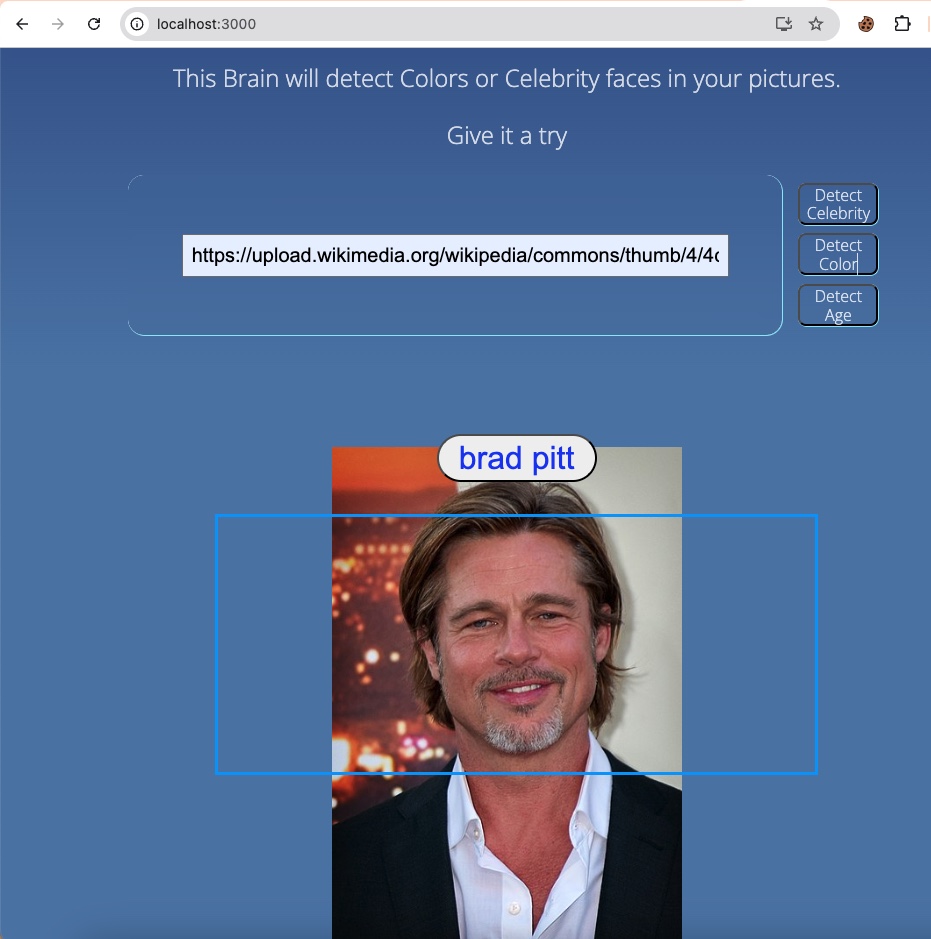 localhost:3000
This Brain will detect Colors or Celebrity faces in your pictures.
Give it a try
https://upload.wikimedia.org/wikipedia/commons/thumb/4/4c
Detect
Celebrity
Detect
Color
Detect
Age
brad pitt